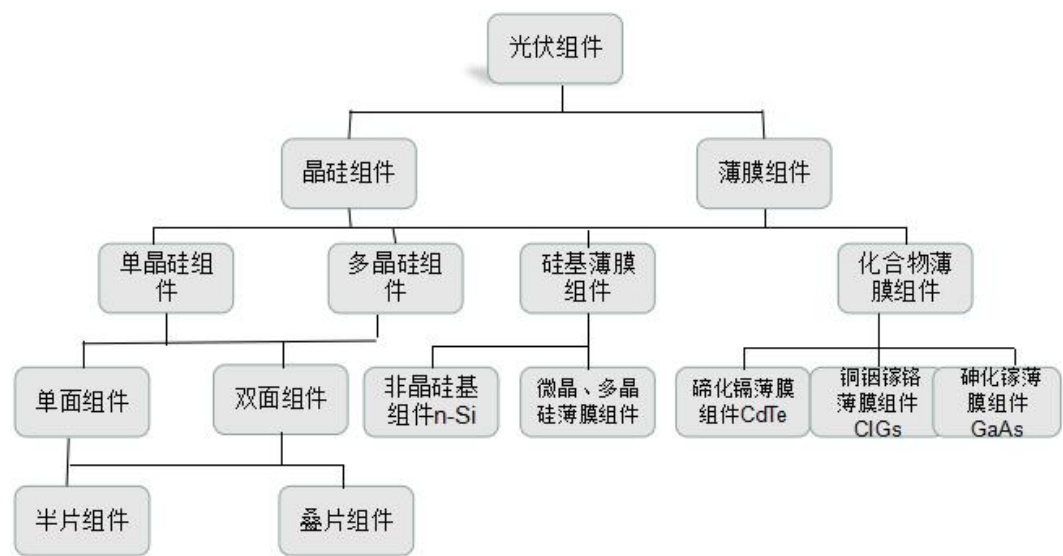 光伏组件
晶硅组件
薄膜组件
单晶硅组
件
多晶硅组
件
硅基薄膜
组件
化合物薄
膜组件
单面组件
双面组件
非晶硅基
组件n-Si
微晶、多晶
硅薄膜组件
碲化镉薄膜
组件CdTe
铜铟镓铬
薄膜组件
CIGs
砷化镓薄
膜组件
GaAs
半片组件
叠片组件